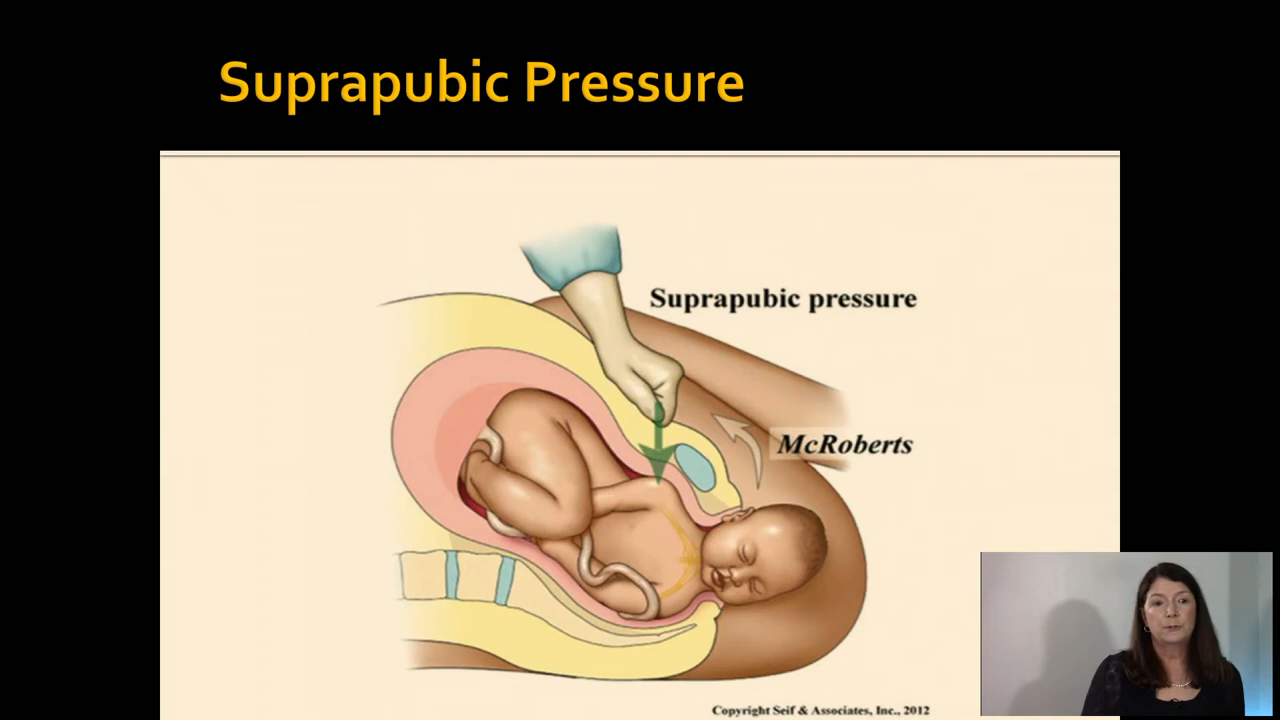 Suprapubic Pressure
Suprapubic pressure
McRoberts
Copyright Seif & Associates, Inc., 2012